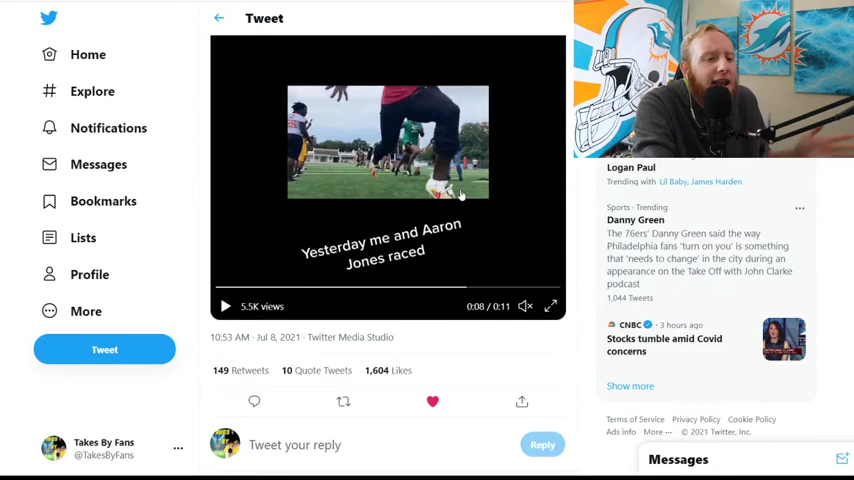 Tweet
Home
Explore
Notifications
Messages
Bookmarks
Lists
Profile
More
Tweet
Takes By Fans
@TakesByFans
Yesterday me and Aaron
Jones raced
5.5K views
0:08 / 0:11
10:53 AM · Jul 8, 2021 · Twitter Media Studio
149 Retweets 10 Quote Tweets 1,604 Likes
Tweet your reply
Reply
Logan Paul
Trending with Lil Baby, James Harden
Sports · Trending
Danny Green
The 76ers' Danny Green said the way
Philadelphia fans 'turn on you' is something
that 'needs to change' in the city during an
appearance on the Take Off with John Clarke
podcast
1,044 Tweets
CNBC · 3 hours ago
Stocks tumble amid Covid
concerns
Show more
Terms of Service Privacy Policy Cookie Policy
Ads info More ··· © 2021 Twitter, Inc.
Messages